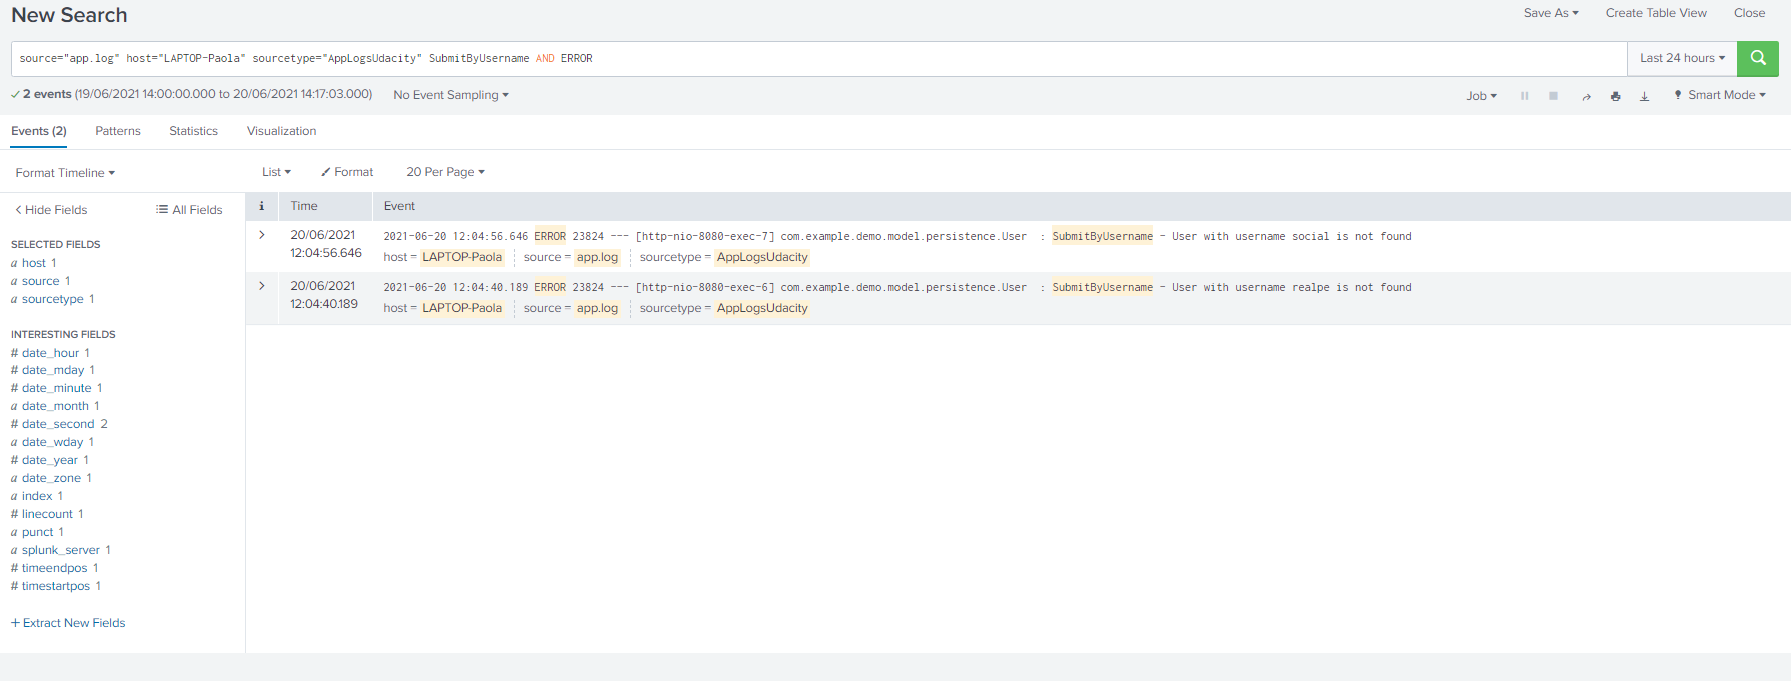 New Search
Save As Create Table View Close
source="app.log" host="LAPTOP-Paola" sourcetype="AppLogsUdacity" SubmitByUsername AND ERROR
Last 24 hours
2 events (19/06/2021 14:00:00.000 to 20/06/2021 14:17:03.000) No Event Sampling
Job Smart Mode
Events (2) Patterns Statistics Visualization
Format Timeline
List Format 20 Per Page
Hide Fields All Fields
SELECTED FIELDS
a host 1
a source 1
a sourcetype 1
INTERESTING FIELDS
# date_hour 1
# date_mday 1
# date_minute 1
a date_month 1
# date_second 2
a date_wday 1
# date_year 1
a date_zone 1
a index 1
# linecount 1
a punct 1
a splunk_server 1
# timeendpos 1
# timestartpos 1
+ Extract New Fields
i Time Event
20/06/2021
12:04:56.646
2021-06-20 12:04:56.646 ERROR 23824 --- [http-nio-8080-exec-7] com.example.demo.model.persistence.User : SubmitByUsername - User with username social is not found
host = LAPTOP-Paola source = app.log sourcetype = AppLogsUdacity
20/06/2021
12:04:40.189
2021-06-20 12:04:40.189 ERROR 23824 --- [http-nio-8080-exec-6] com.example.demo.model.persistence.User : SubmitByUsername - User with username realpe is not found
host = LAPTOP-Paola source = app.log sourcetype = AppLogsUdacity